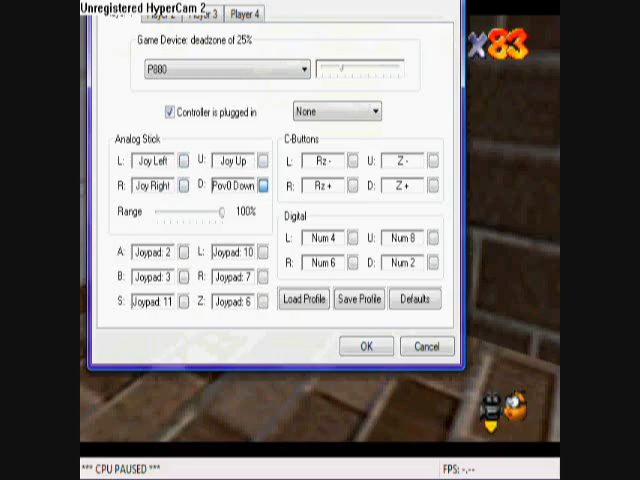 Unregistered HyperCam 2
Player 3 Player 4
Game Device: deadzone of 25%
P880
Controller is plugged in None
Analog Stick C-Buttons
L: Joy Left U: Joy Up L: Rz - U: Z -
R: Joy Right D: Pov0 Down R: Rz + D: Z +
Range 100%
Digital
L: Num 4 U: Num 8
R: Num 6 D: Num 2
A: Joypad: 2 L: Joypad: 10
B: Joypad: 3 R: Joypad: 7
S: Joypad: 11 Z: Joypad: 6
Load Profile Save Profile Defaults
OK Cancel
x83
*** CPU PAUSED *** FPS: -.--